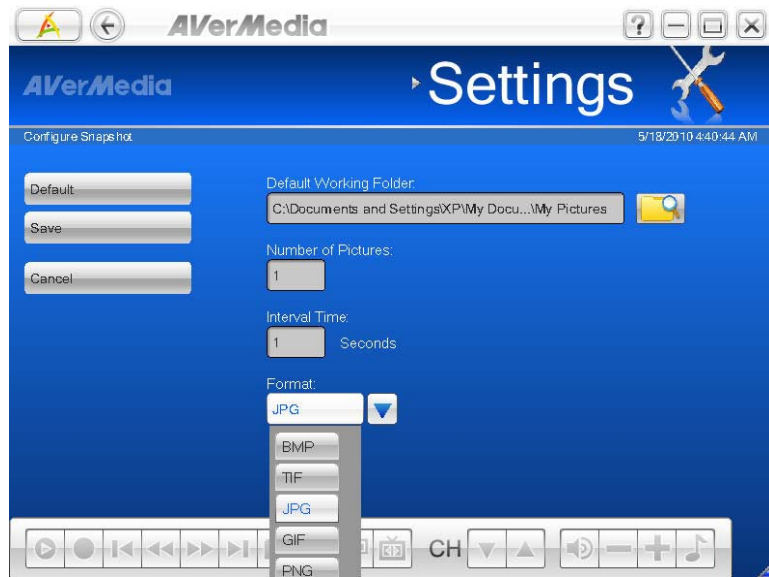 AVerMedia
?
AVerMedia
Settings
Configure Snapshot
5/18/2010 4:40:44 AM
Default
Save
Cancel
Default Working Folder:
C:\Documents and Settings\XP\My Docu...\My Pictures
Number of Pictures:
1
Interval Time:
1 Seconds
Format:
JPG
BMP
TIF
JPG
GIF
PNG
CH